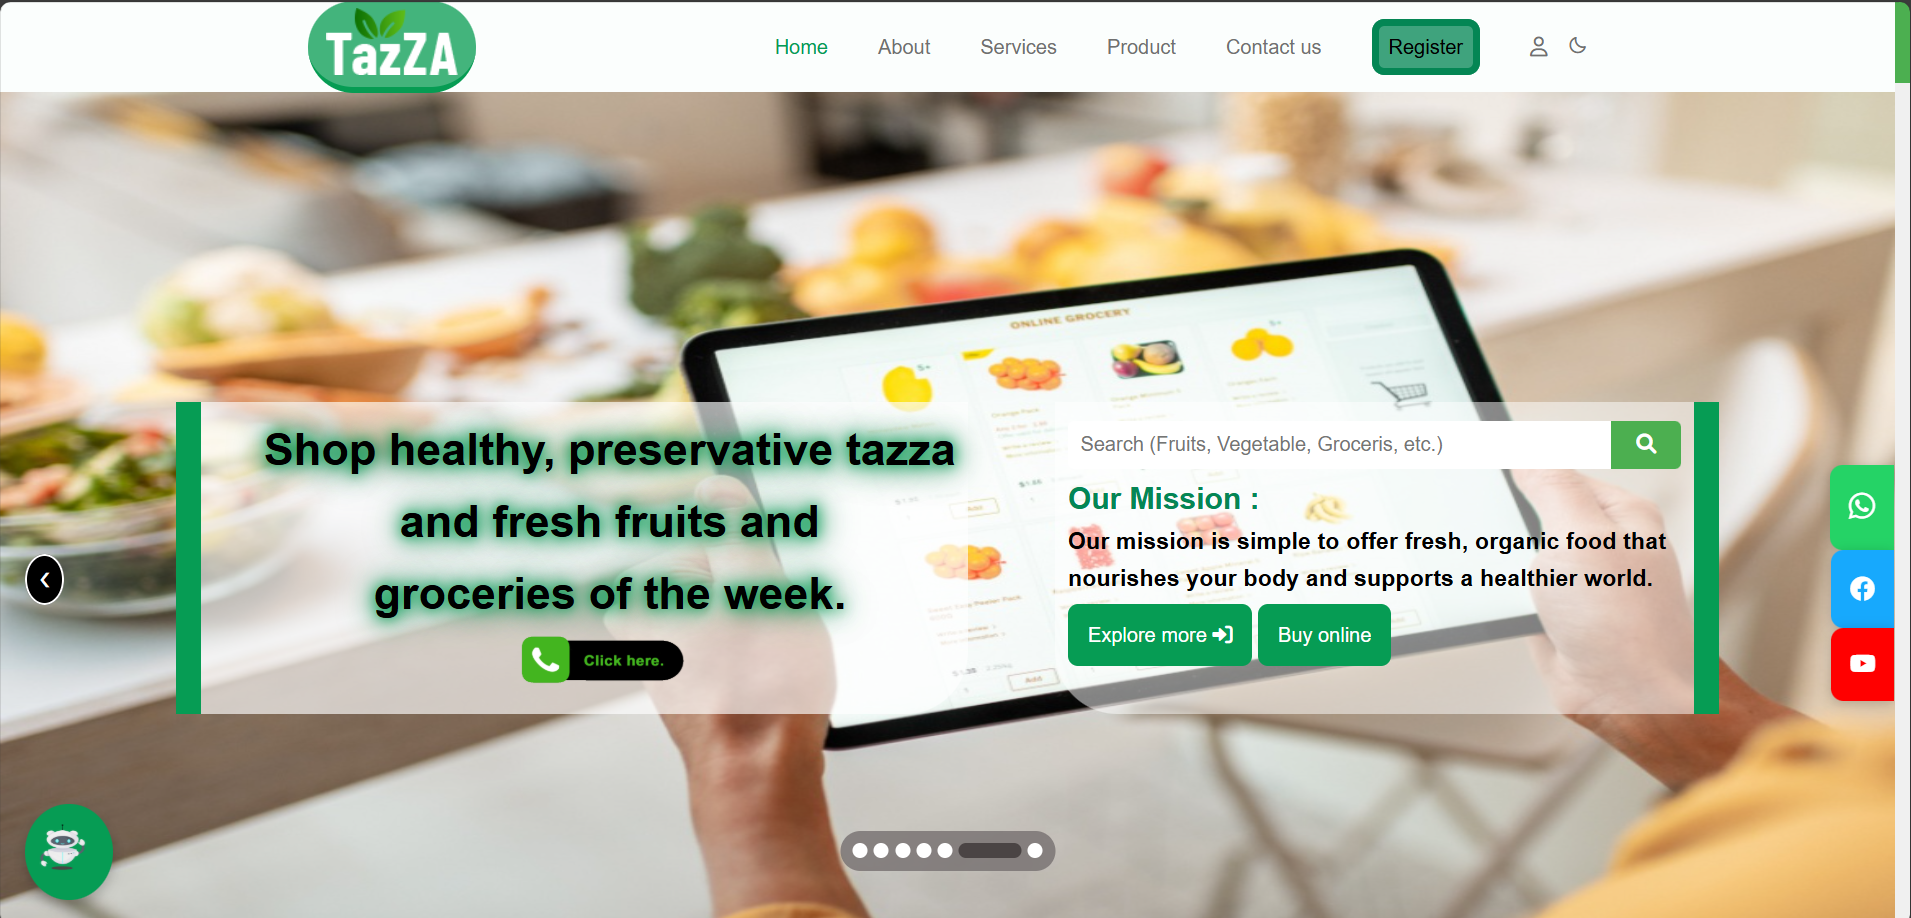 TazZA
Home About Services Product Contact us Register
ONLINE GROCERY
Shop healthy, preservative tazza
and fresh fruits and
groceries of the week.
Click here.
Search (Fruits, Vegetable, Groceris, etc.)
Our Mission :
Our mission is simple to offer fresh, organic food that
nourishes your body and supports a healthier world.
Explore more
Buy online
Add
Add